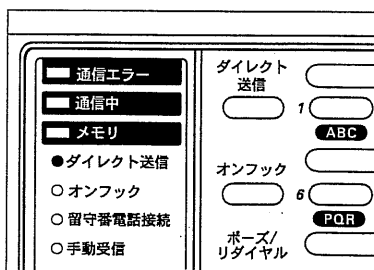 通信エラー
通信中
メモリ
●ダイレクト送信
○オンフック
○留守番電話接続
○手動受信
ダイレクト
送信
1
ABC
オンフック
6
PQR
ポーズ/
リダイヤル